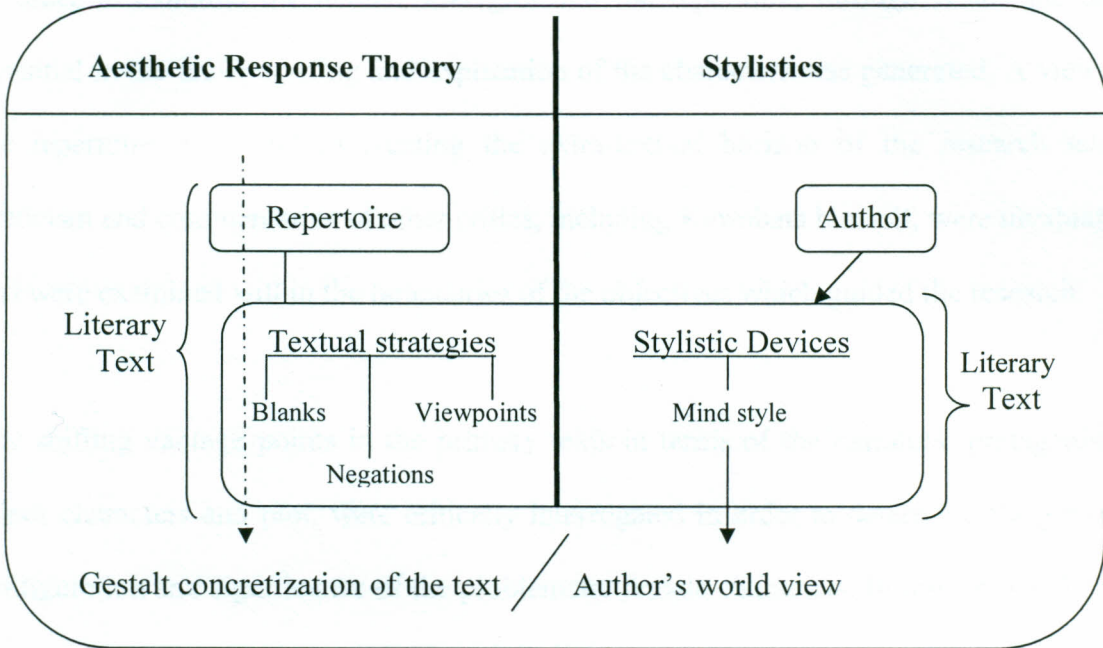 Aesthetic Response Theory
Stylistics
Repertoire
Author
Literary
Text
Textual strategies
Blanks
Viewpoints
Negations
Stylistic Devices
Mind style
Literary
Text
Gestalt concretization of the text / Author's world view